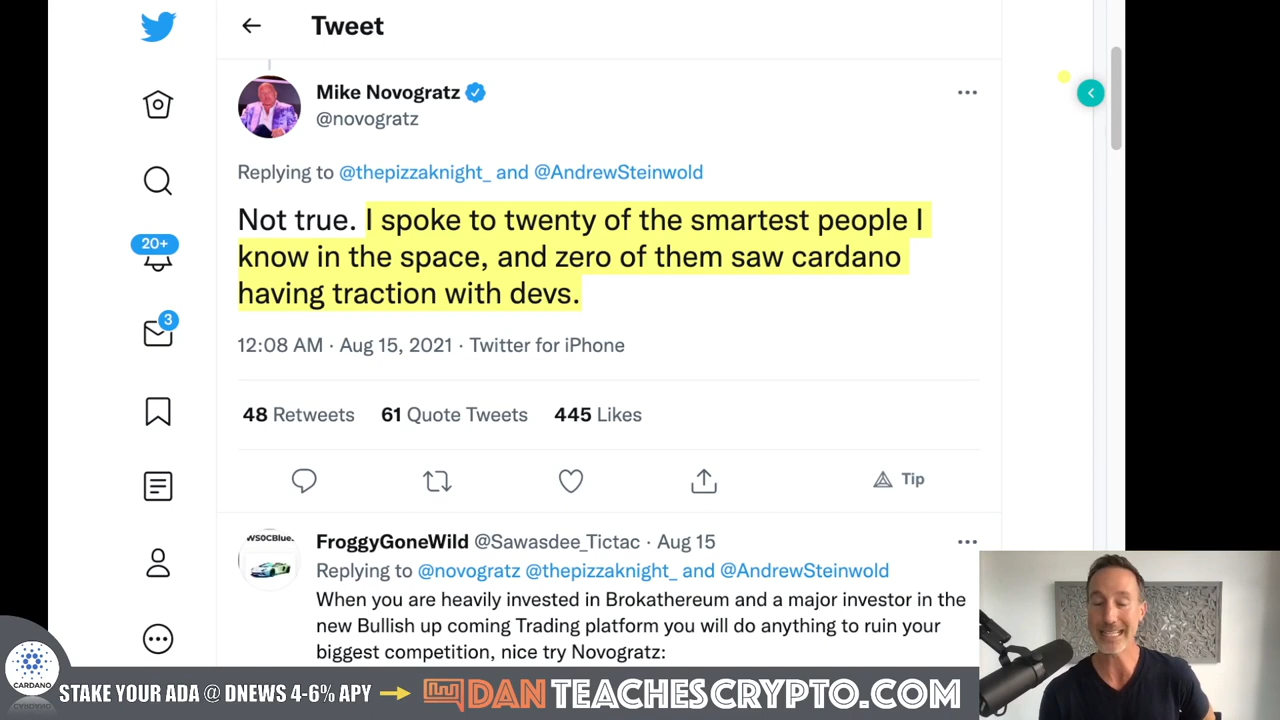 Tweet
Mike Novogratz
@novogratz
Replying to @thepizzaknight_ and @AndrewSteinwold
Not true. I spoke to twenty of the smartest people I
know in the space, and zero of them saw cardano
having traction with devs.
12:08 AM · Aug 15, 2021 · Twitter for iPhone
20+
3
48 Retweets 61 Quote Tweets 445 Likes
Tip
WSOCBlue.
FroggyGoneWild @Sawasdee_Tictac · Aug 15
Replying to @novogratz @thepizzaknight_ and @AndrewSteinwold
When you are heavily invested in Brokathereum and a major investor in the
new Bullish up coming Trading platform you will do anything to ruin your
biggest competition, nice try Novogratz:
CARDANO
STAKE YOUR ADA @ DNEWS 4-6% APY
DANTEACHESCRYPTO.COM